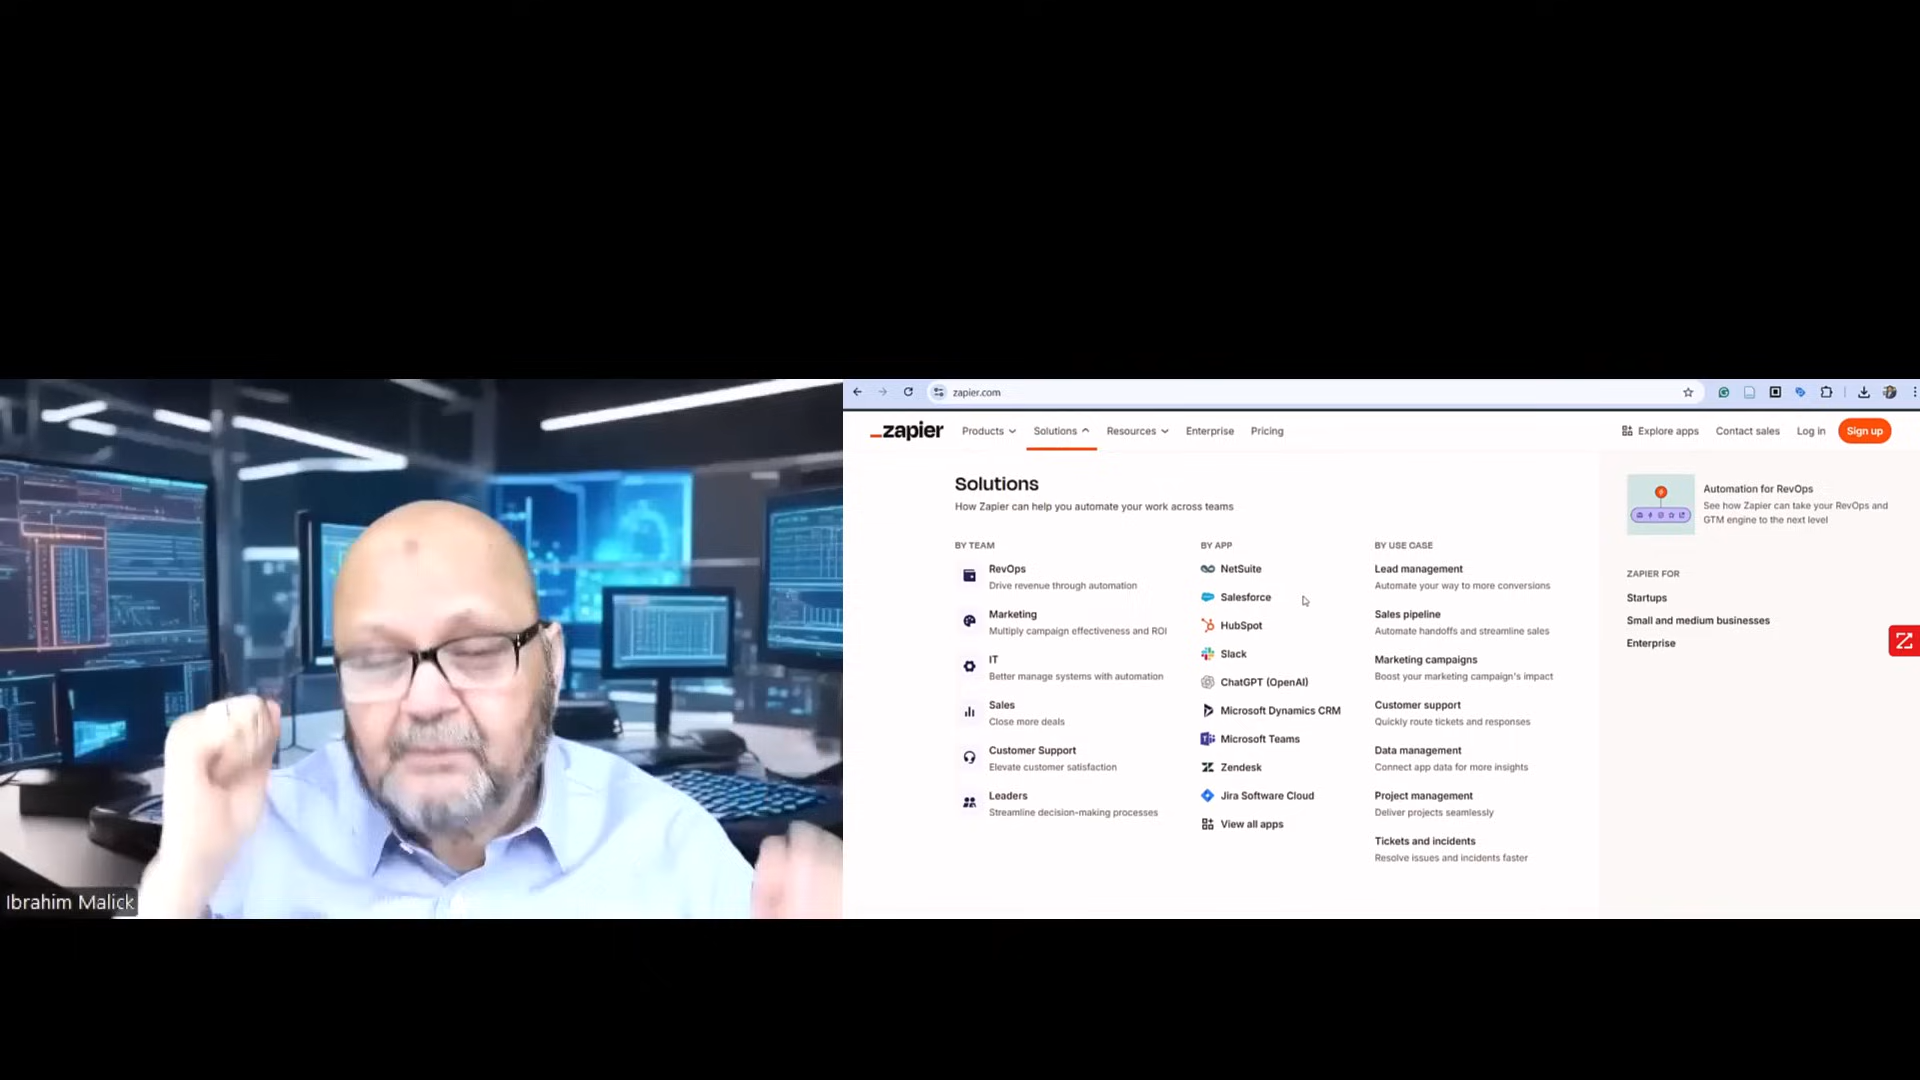 Ibrahim Malick
zapier.com
zapier
Products
Solutions
Resources
Enterprise
Pricing
Explore apps
Contact sales
Log in
Sign up
Solutions
How Zapier can help you automate your work across teams
BY TEAM
RevOps
Drive revenue through automation
Marketing
Multiply campaign effectiveness and ROI
IT
Better manage systems with automation
Sales
Close more deals
Customer Support
Elevate customer satisfaction
Leaders
Streamline decision-making processes
BY APP
NetSuite
Salesforce
HubSpot
Slack
ChatGPT (OpenAI)
Microsoft Dynamics CRM
Microsoft Teams
Zendesk
Jira Software Cloud
View all apps
BY USE CASE
Lead management
Automate your way to more conversions
Sales pipeline
Automate handoffs and streamline sales
Marketing campaigns
Boost your marketing campaign's impact
Customer support
Quickly route tickets and responses
Data management
Connect app data for more insights
Project management
Deliver projects seamlessly
Tickets and incidents
Resolve issues and incidents faster
Automation for RevOps
See how Zapier can take your RevOps and
GTM engine to the next level
ZAPIER FOR
Startups
Small and medium businesses
Enterprise